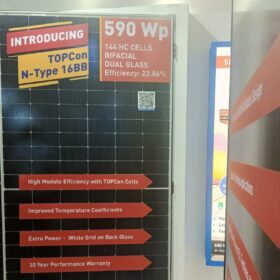 INTRODUCING
TOPCon
N-Type 16BB
590 Wp
144 HC CELLS
BIFACIAL
DUAL GLASS
Efficiency: 22.86%
High Module Efficiency with TOPCon Cells
Improved Temperature Coefficients
Extra Power - White Grid on Back Glass
30 Year Performance Warranty
Design